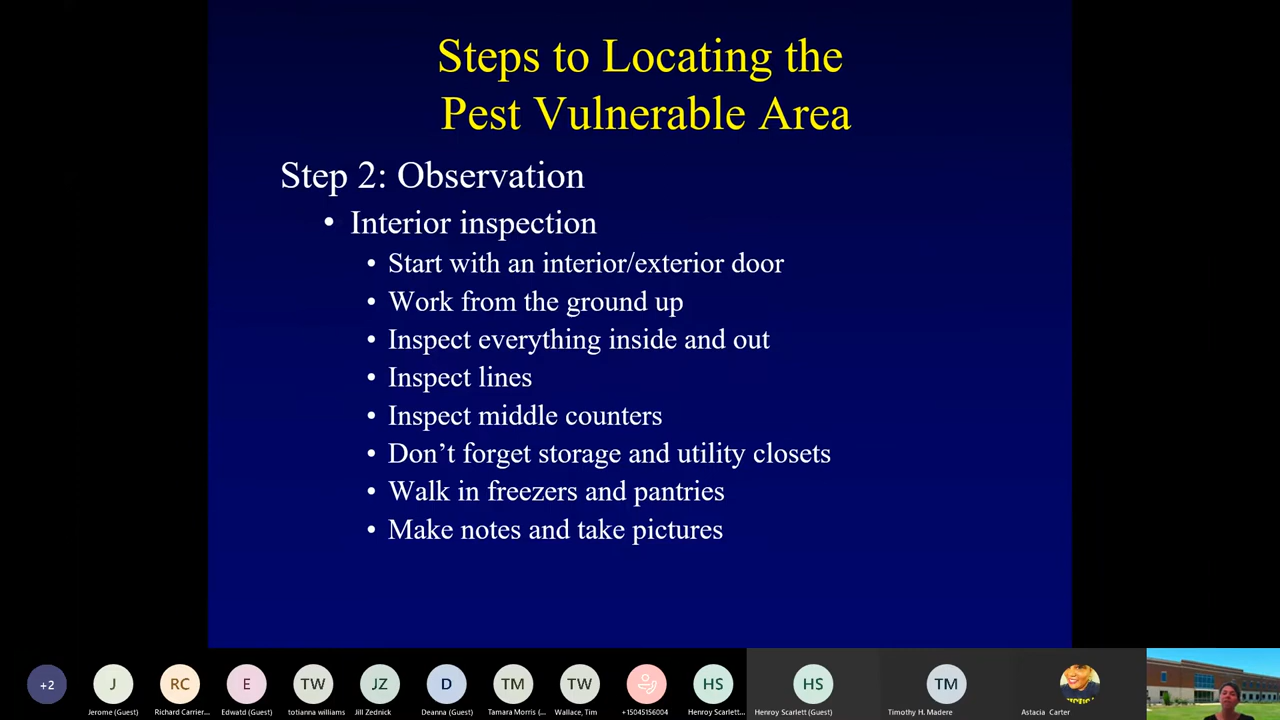 Steps to Locating the
Pest Vulnerable Area
Step 2: Observation
• Interior inspection
• Start with an interior/exterior door
• Work from the ground up
• Inspect everything inside and out
• Inspect lines
• Inspect middle counters
• Don’t forget storage and utility closets
• Walk in freezers and pantries
• Make notes and take pictures
+2 J RC E TW JZ D TM TW HS HS TM
Jerome (Guest) Richard Carrier... Edwatd (Guest) totianna williams Jill Zednick Deanna (Guest) Tamara Morris (... Wallace, Tim +15045156004 Henroy Scarlett... Henroy Scarlett (Guest) Timothy H. Madere Astacia Carter